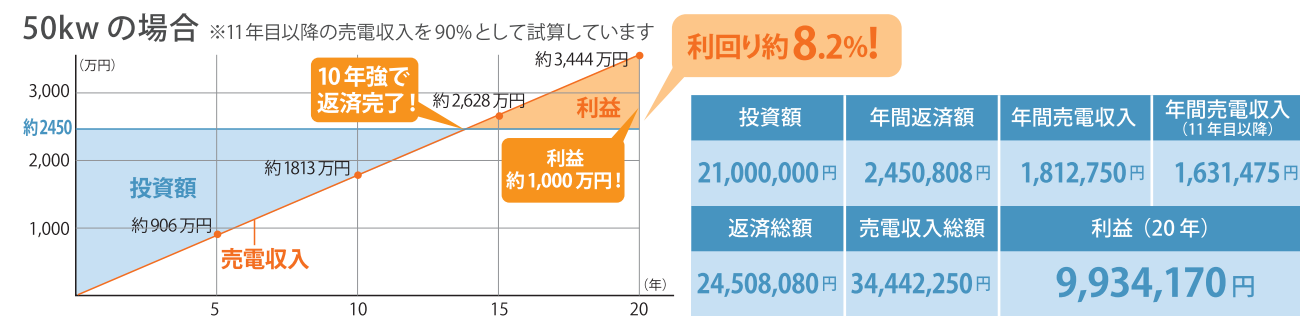 50kw の場合 ※11年目以降の売電収入を90%として試算しています
(万円)
3,000
約2450
2,000
1,000
5
10
15
20
(年)
投資額
約906万円
売電収入
約1813万円
10年強で
返済完了！
約2,628万円
約3,444万円
利益
利益
約1,000万円！
利回り約8.2%!
投資額 年間返済額 年間売電収入 年間売電収入
(11年目以降)
21,000,000円 2,450,808円 1,812,750円 1,631,475円
返済総額 売電収入総額 利益（20年）
24,508,080円 34,442,250円 9,934,170円